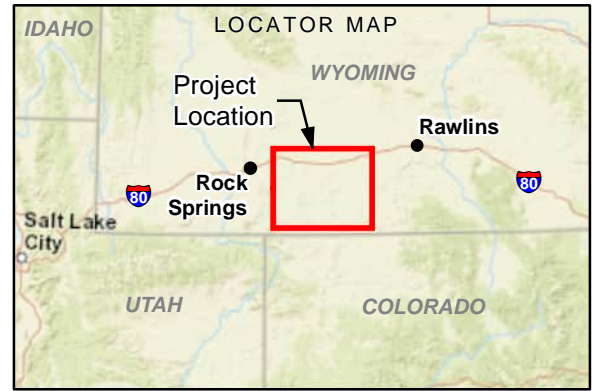 LOCATOR MAP
IDAHO
WYOMING
Project
Location
Rawlins
Rock
Springs
80
80
Salt Lake
City
UTAH
COLORADO